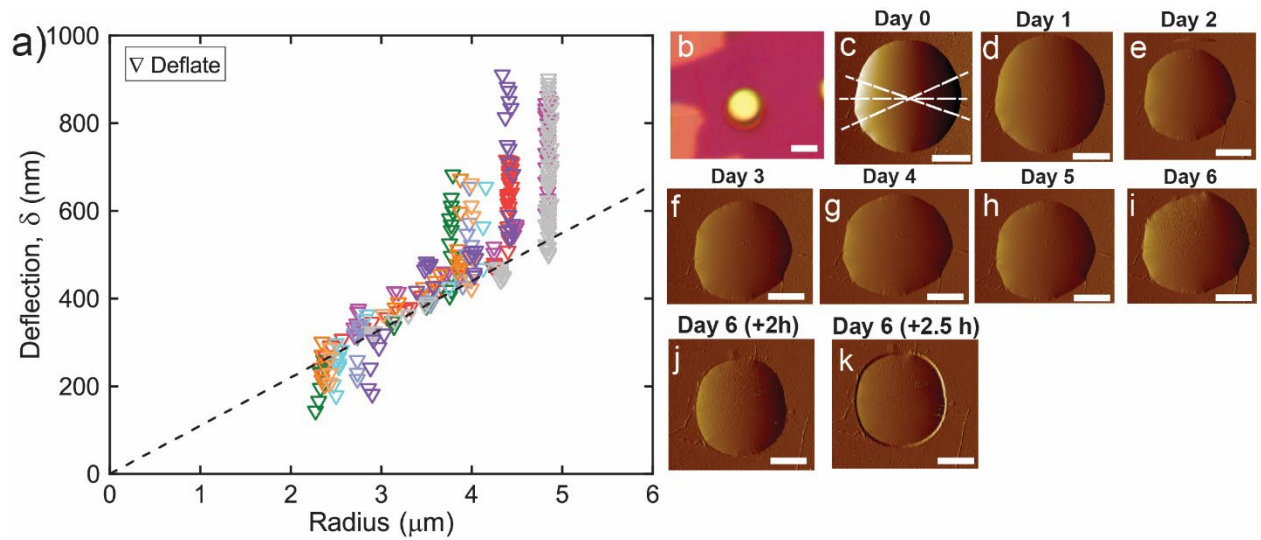 a)
1000
800
600
400
200
0
Deflection, δ (nm)
∇ Deflate
0 1 2 3 4 5 6
Radius (μm)
b
Day 0
c
Day 1
d
Day 2
e
Day 3
f
Day 4
g
Day 5
h
Day 6
i
Day 6 (+2h)
j
Day 6 (+2.5 h)
k